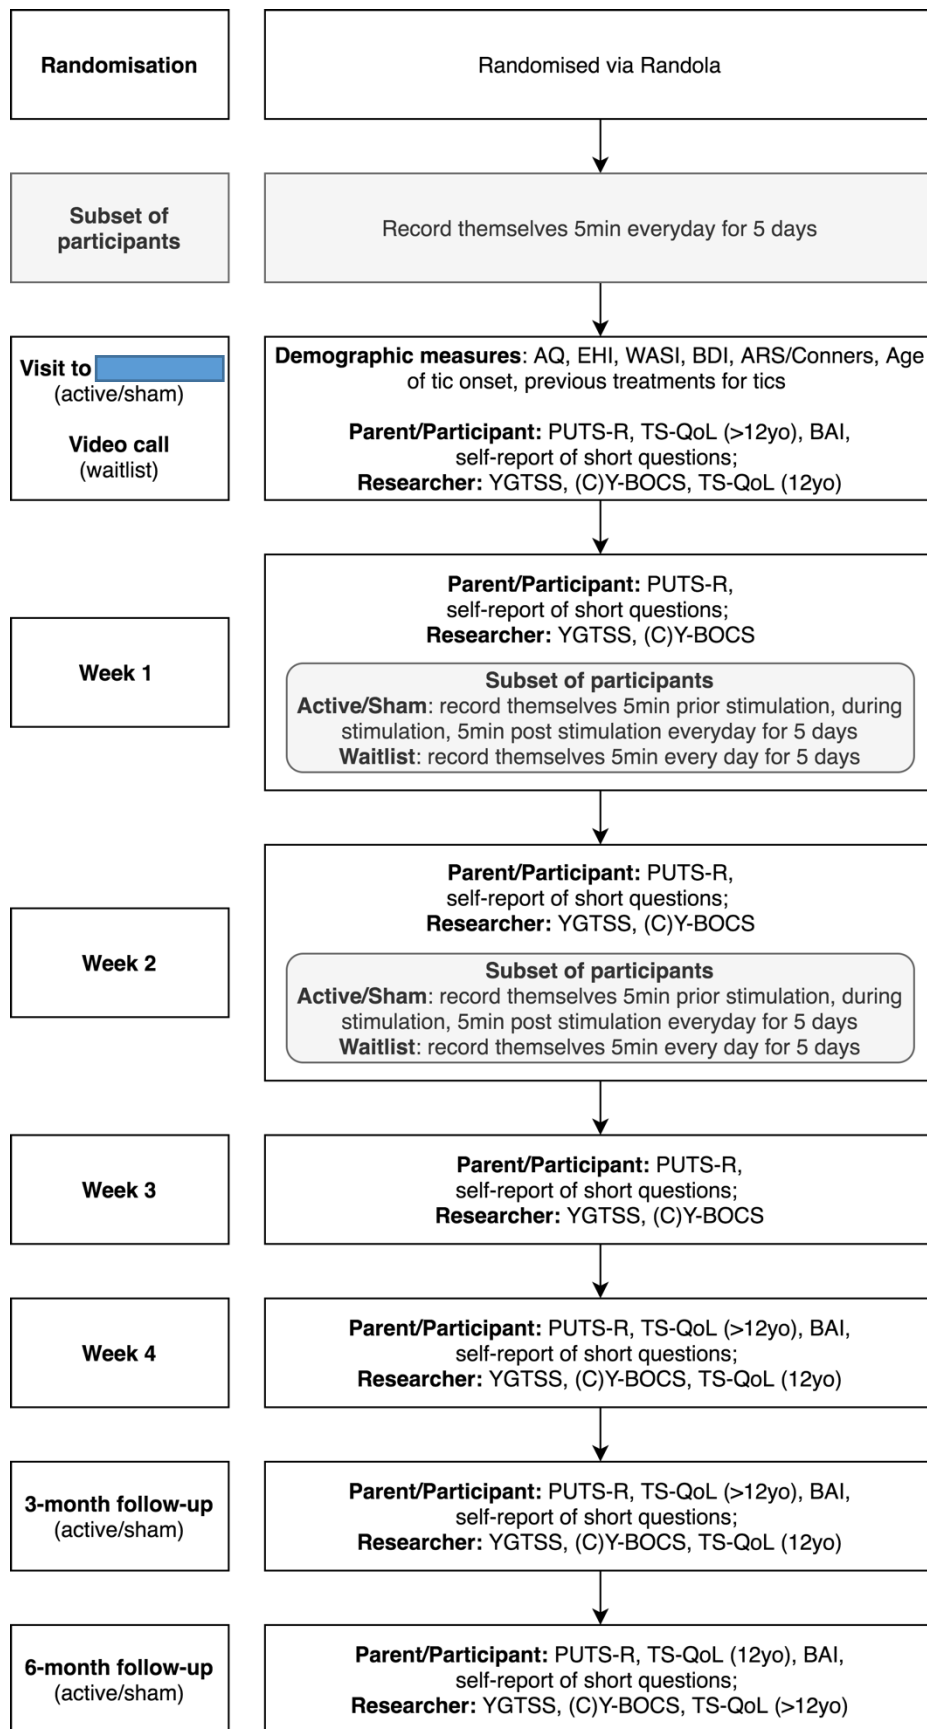 Randomisation
Randomised via Randola
Subset of
participants
Record themselves 5min everyday for 5 days
Visit to
(active/sham)
Video call
(waitlist)
Demographic measures: AQ, EHI, WASI, BDI, ARS/Conners, Age
of tic onset, previous treatments for tics
Parent/Participant: PUTS-R, TS-QoL (>12yo), BAI,
self-report of short questions;
Researcher: YGTSS, (C)Y-BOCS, TS-QoL (12yo)
Week 1
Parent/Participant: PUTS-R,
self-report of short questions;
Researcher: YGTSS, (C)Y-BOCS
Subset of participants
Active/Sham: record themselves 5min prior stimulation, during
stimulation, 5min post stimulation everyday for 5 days
Waitlist: record themselves 5min every day for 5 days
Week 2
Parent/Participant: PUTS-R,
self-report of short questions;
Researcher: YGTSS, (C)Y-BOCS
Subset of participants
Active/Sham: record themselves 5min prior stimulation, during
stimulation, 5min post stimulation everyday for 5 days
Waitlist: record themselves 5min every day for 5 days
Week 3
Parent/Participant: PUTS-R,
self-report of short questions;
Researcher: YGTSS, (C)Y-BOCS
Week 4
Parent/Participant: PUTS-R, TS-QoL (>12yo), BAI,
self-report of short questions;
Researcher: YGTSS, (C)Y-BOCS, TS-QoL (12yo)
3-month follow-up
(active/sham)
Parent/Participant: PUTS-R, TS-QoL (>12yo), BAI,
self-report of short questions;
Researcher: YGTSS, (C)Y-BOCS, TS-QoL (12yo)
6-month follow-up
(active/sham)
Parent/Participant: PUTS-R, TS-QoL (12yo), BAI,
self-report of short questions;
Researcher: YGTSS, (C)Y-BOCS, TS-QoL (>12yo)